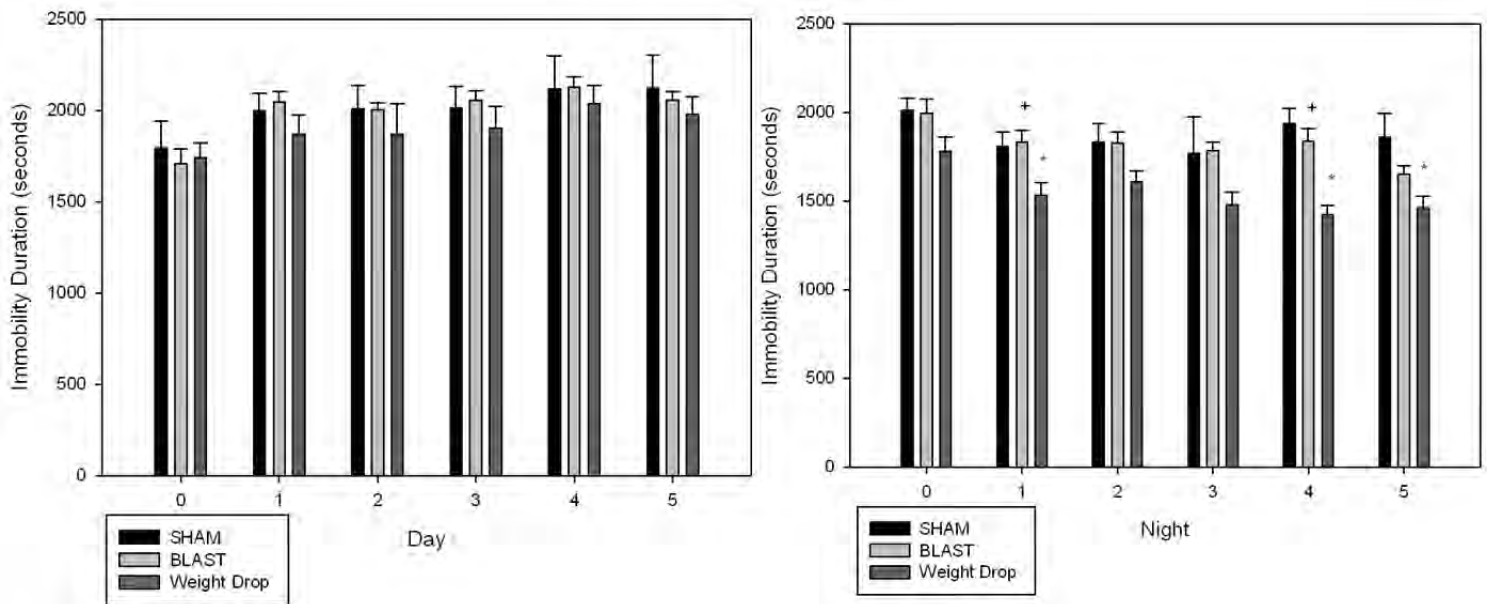 Immobility Duration (seconds)
2500
2000
1500
1000
500
0
0 1 2 3 4 5
Day
SHAM
BLAST
Weight Drop
Immobility Duration (seconds)
2500
2000
1500
1000
500
0
+ * + * *
0 1 2 3 4 5
Night
SHAM
BLAST
Weight Drop